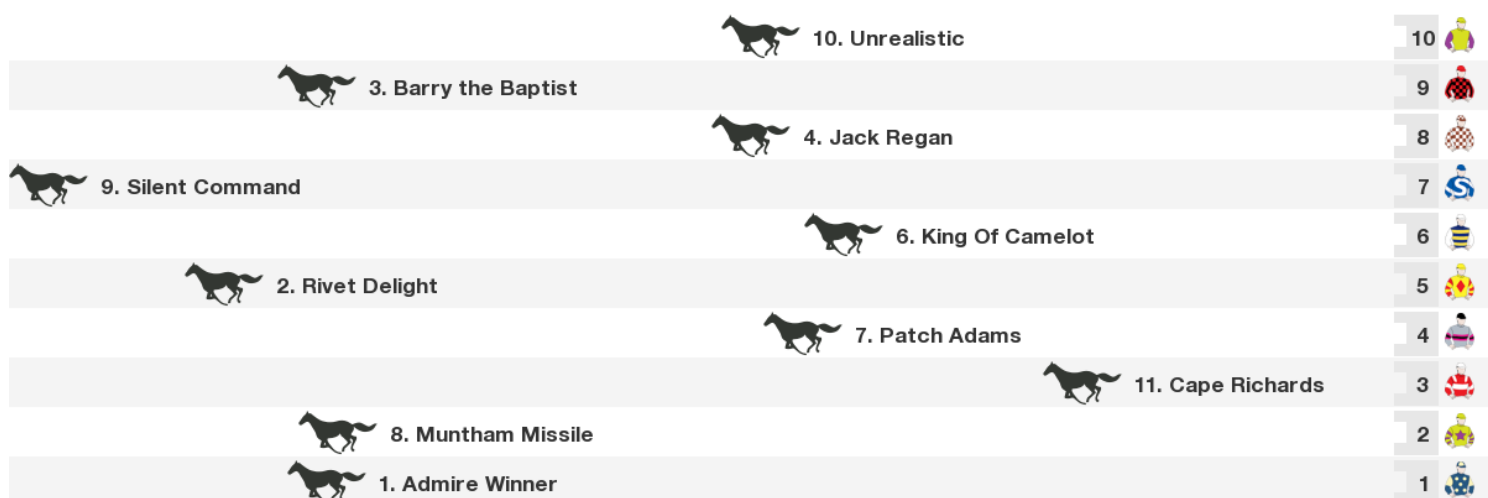 10. Unrealistic 10
3. Barry the Baptist 9
4. Jack Regan 8
9. Silent Command 7
6. King Of Camelot 6
2. Rivet Delight 5
7. Patch Adams 4
11. Cape Richards 3
8. Muntham Missile 2
1. Admire Winner 1